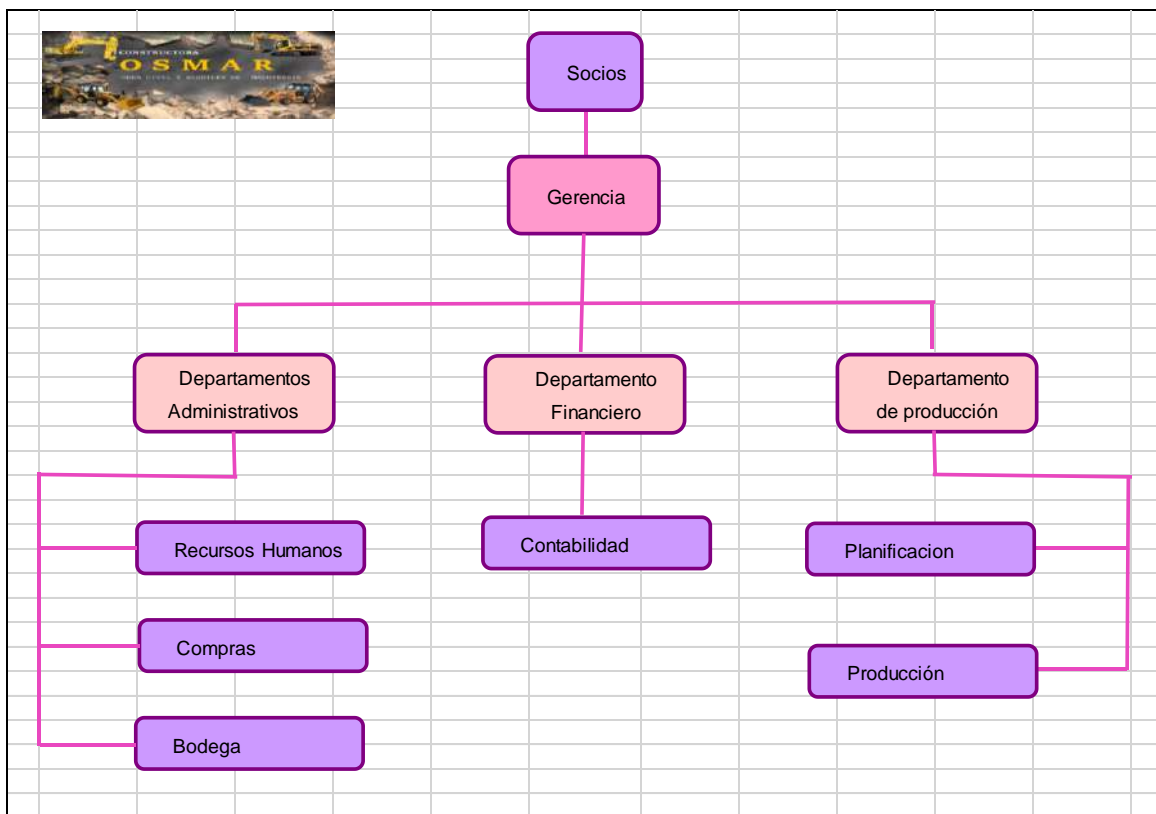 CONSTRUCTORA
OSMAR
Socios
Gerencia
Departamentos
Administrativos
Departamento
Financiero
Departamento
de producción
Recursos Humanos
Contabilidad
Planificacion
Compras
Producción
Bodega